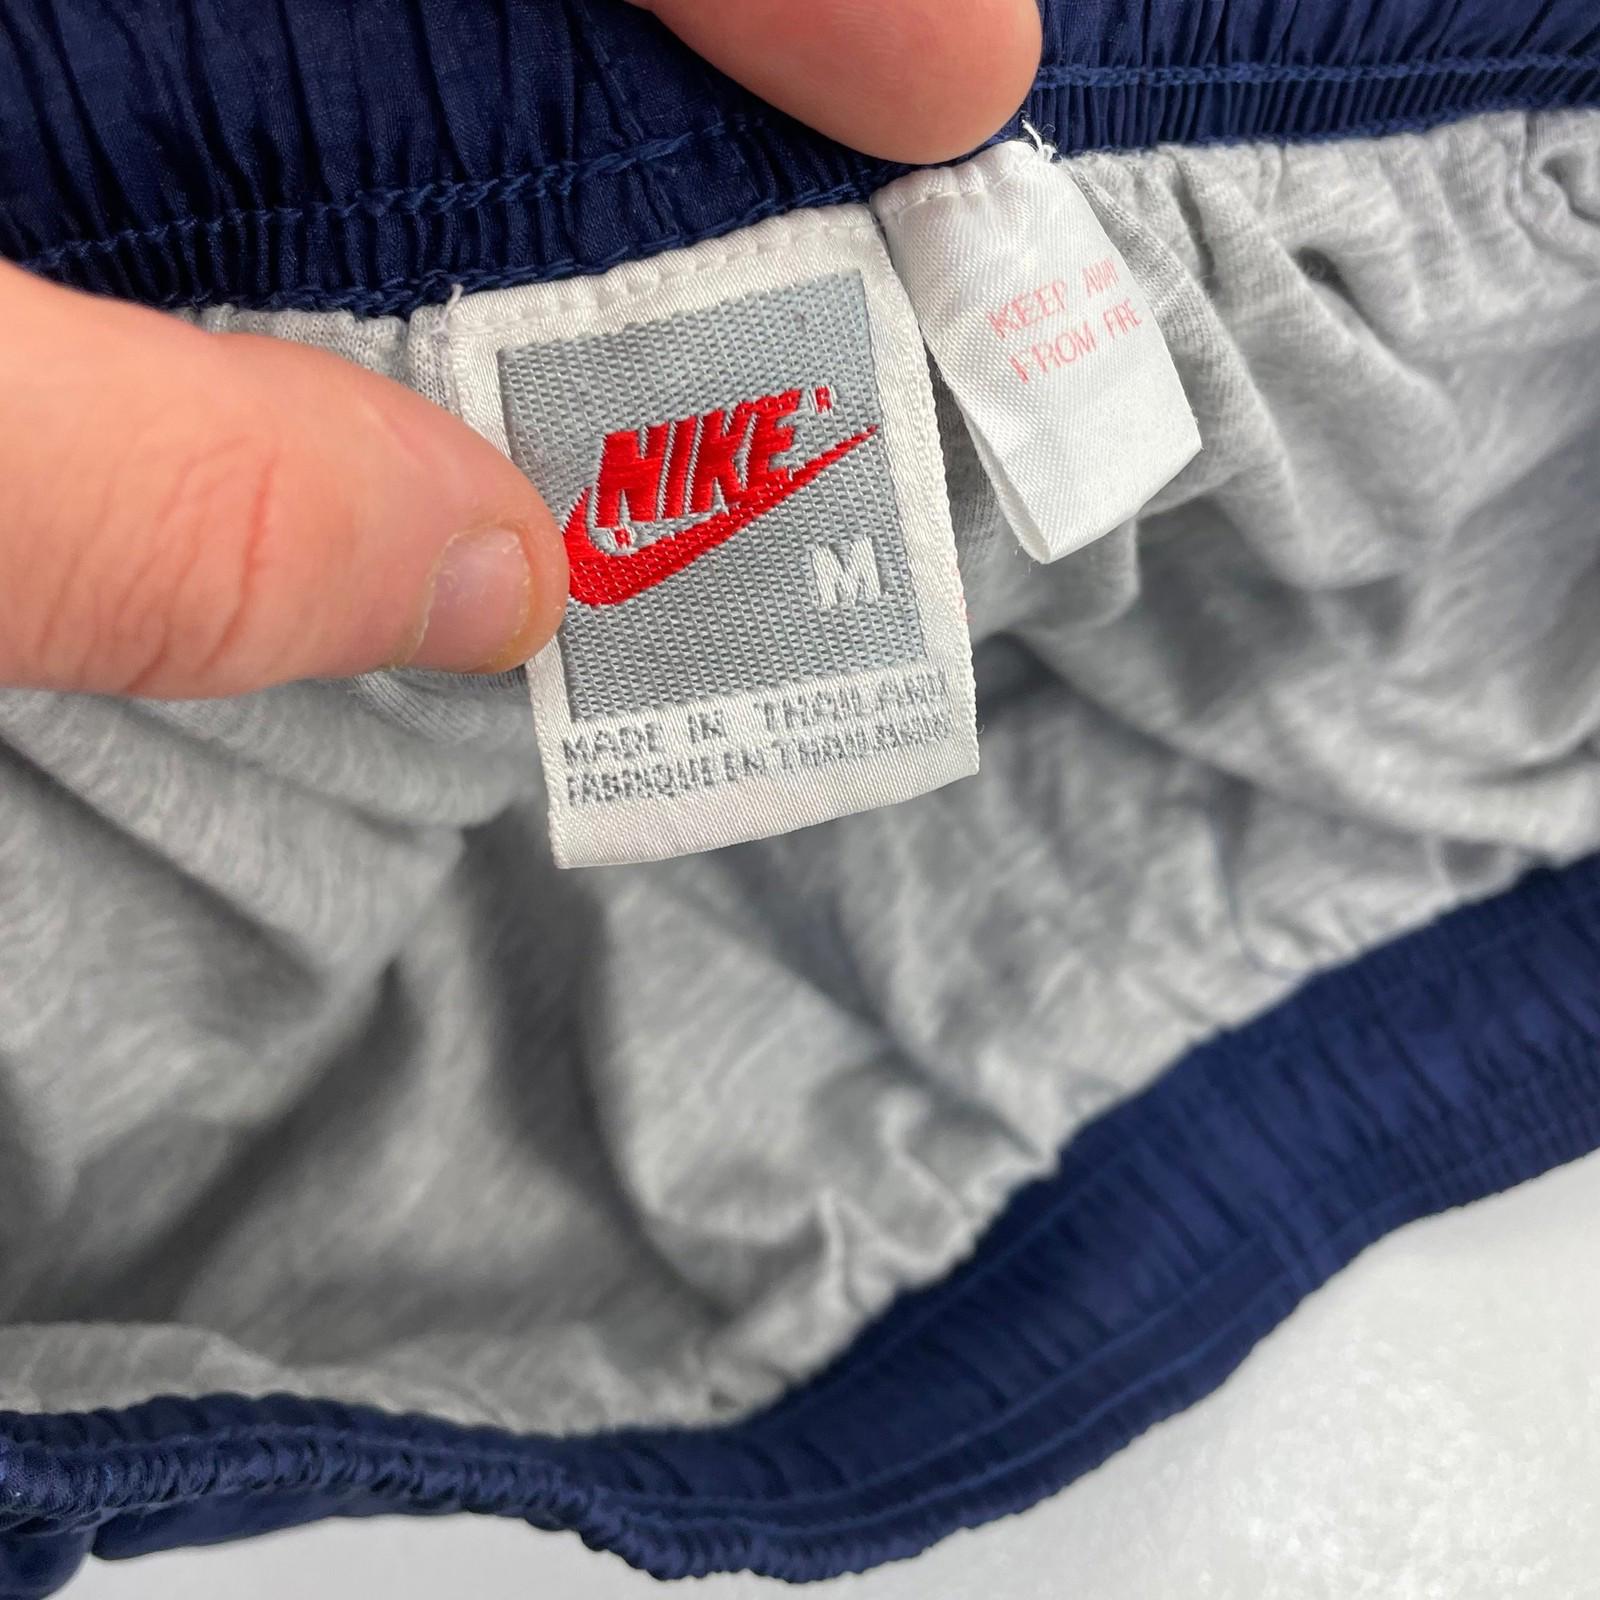 NIKE®
®
M
MADE IN THAILAND
FABRIQUE EN THAILANDE
KEEP AWAY
FROM FIRE